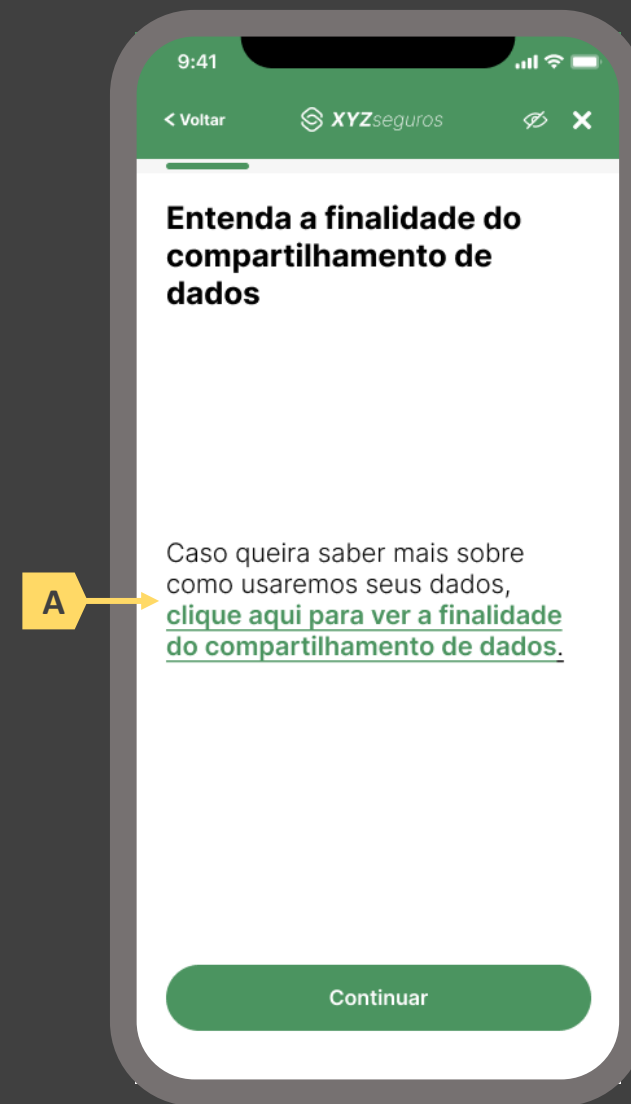 9:41
< Voltar
XYZseguros
Entenda a finalidade do
compartilhamento de
dados
Caso queira saber mais sobre
como usaremos seus dados,
A
clique aqui para ver a finalidade
do compartilhamento de dados.
Continuar